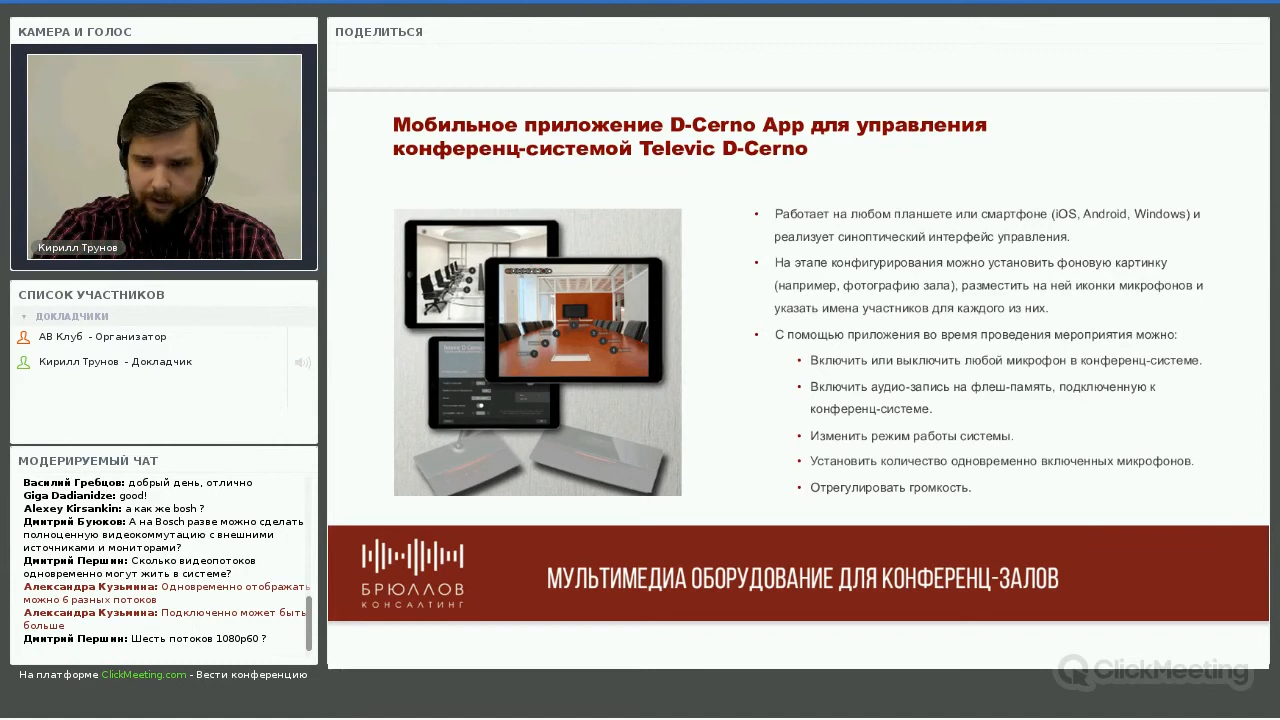 КАМЕРА И ГОЛОС
Кирилл Трунов
СПИСОК УЧАСТНИКОВ
ДОКЛАДЧИКИ
АВ Клуб - Организатор
Кирилл Трунов - Докладчик
МОДЕРИРУЕМЫЙ ЧАТ
Василий Гребцов: добрый день, отлично
Giga Dadianidze: good!
Alexey Kirsankin: а как же bosh ?
Дмитрий Буюков: А на Bosch разве можно сделать
полноценную видеокоммутацию с внешними
источниками и мониторами?
Дмитрий Першин: Сколько видеопотоков
одновременно могут жить в системе?
Александра Кузьмина: Одновременно отображать
можно 6 разных потоков
Александра Кузьмина: Подключенно может быть
больше
Дмитрий Першин: Шесть потоков 1080p60 ?
На платформе ClickMeeting.com - Вести конференцию
ПОДЕЛИТЬСЯ
Мобильное приложение D-Cerno App для управления
конференц-системой Televic D-Cerno
• Работает на любом планшете или смартфоне (iOS, Android, Windows) и
реализует синоптический интерфейс управления.
• На этапе конфигурирования можно установить фоновую картинку
(например, фотографию зала), разместить на ней иконки микрофонов и
указать имена участников для каждого из них.
• С помощью приложения во время проведения мероприятия можно:
• Включить или выключить любой микрофон в конференц-системе.
• Включить аудио-запись на флеш-память, подключенную к
конференц-системе.
• Изменить режим работы системы.
• Установить количество одновременно включенных микрофонов.
• Отрегулировать громкость.
БРЮЛЛОВ
КОНСАЛТИНГ
МУЛЬТИМЕДИА ОБОРУДОВАНИЕ ДЛЯ КОНФЕРЕНЦ-ЗАЛОВ
ClickMeeting